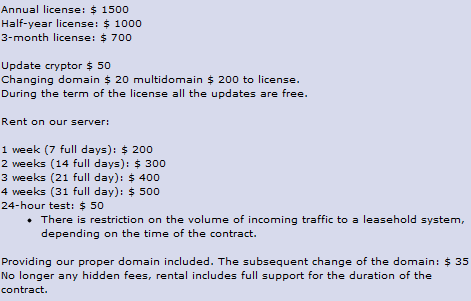 Annual license: $ 1500
Half-year license: $ 1000
3-month license: $ 700
Update cryptor $ 50
Changing domain $ 20 multidomain $ 200 to license.
During the term of the license all the updates are free.
Rent on our server:
1 week (7 full days): $ 200
2 weeks (14 full days): $ 300
3 weeks (21 full day): $ 400
4 weeks (31 full day): $ 500
24-hour test: $ 50
• There is restriction on the volume of incoming traffic to a leasehold system,
depending on the time of the contract.
Providing our proper domain included. The subsequent change of the domain: $ 35
No longer any hidden fees, rental includes full support for the duration of the
contract.